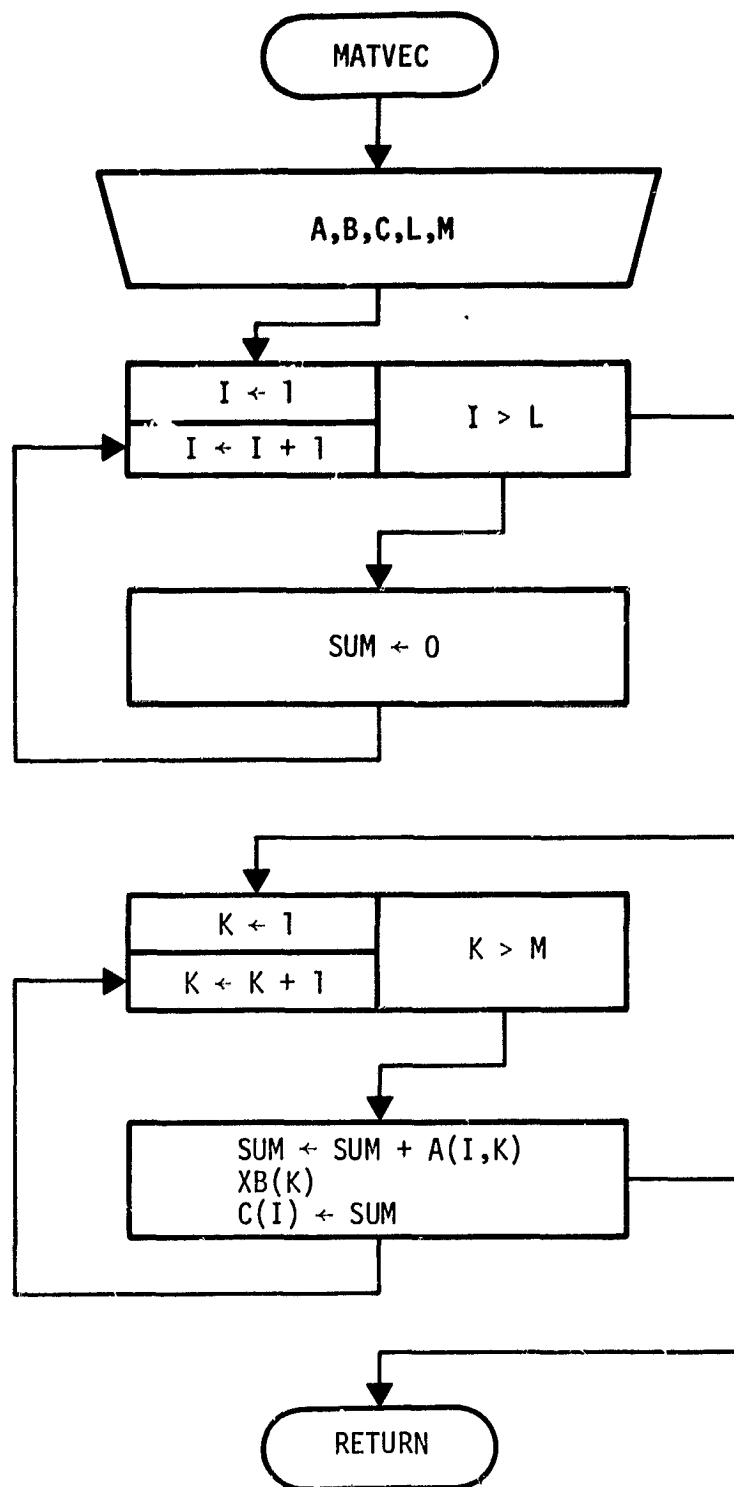 MATVEC
A,B,C,L,M
I ← 1
I > L
I ← I + 1
SUM ← 0
K ← 1
K > M
K ← K + 1
SUM ← SUM + A(I,K)
XB(K)
C(I) ← SUM
RETURN